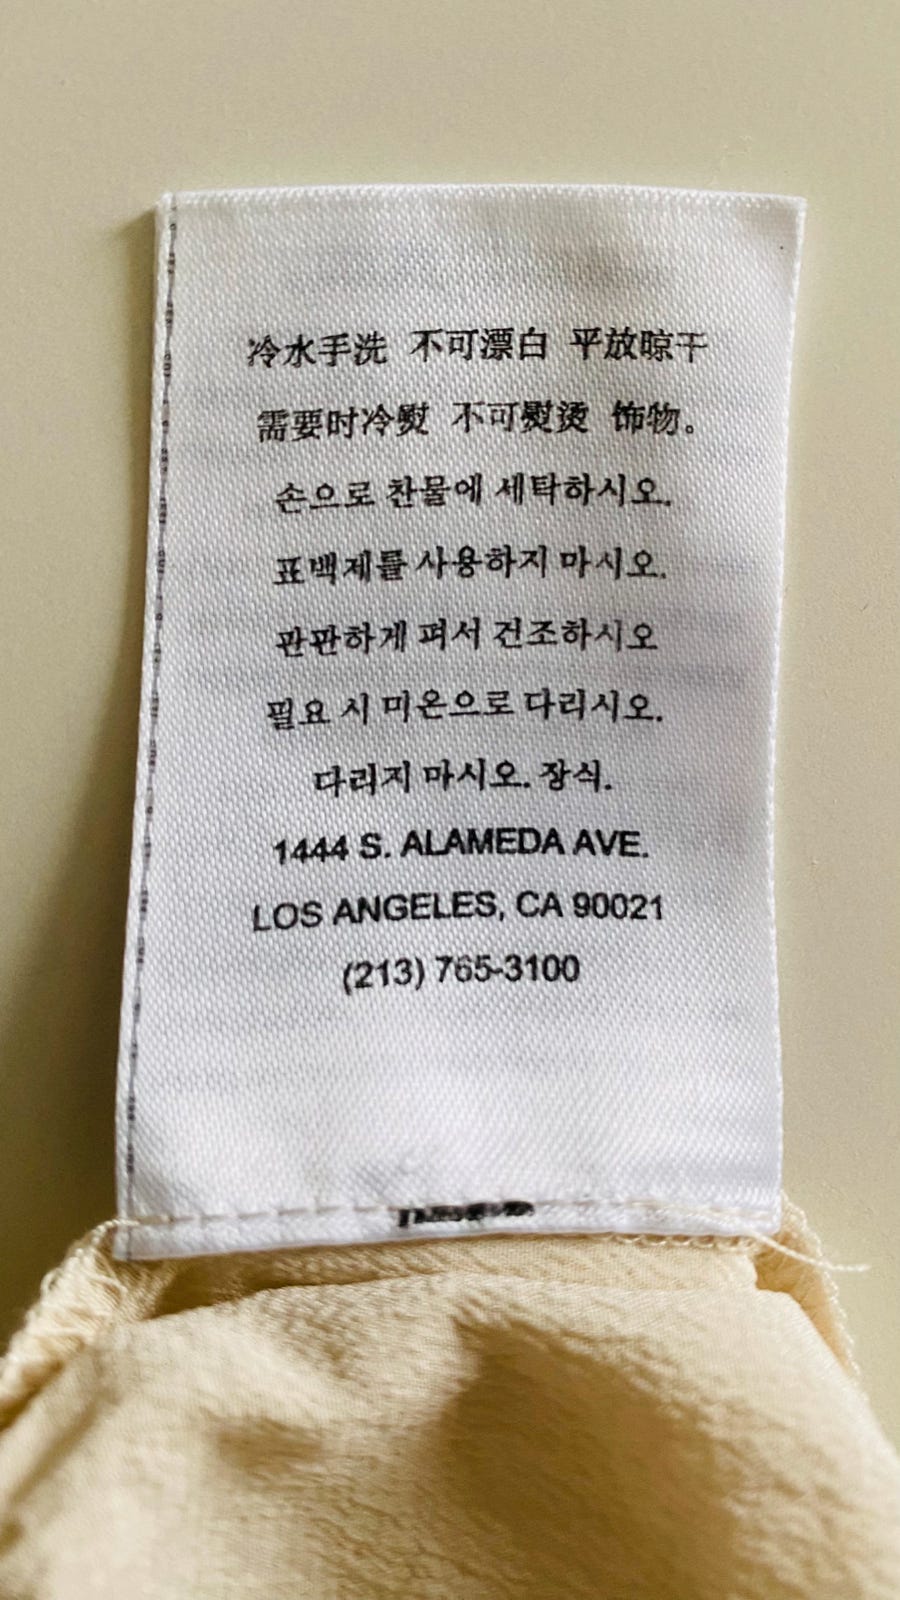 冷水手洗 不可漂白 平放晾干
需要时冷熨 不可熨烫 饰物。
손으로 찬물에 세탁하시오.
표백제를 사용하지 마시오.
판판하게 펴서 건조하시오
필요 시 미온으로 다리시오.
다리지 마시오. 장식.
1444 S. ALAMEDA AVE.
LOS ANGELES, CA 90021
(213) 765-3100